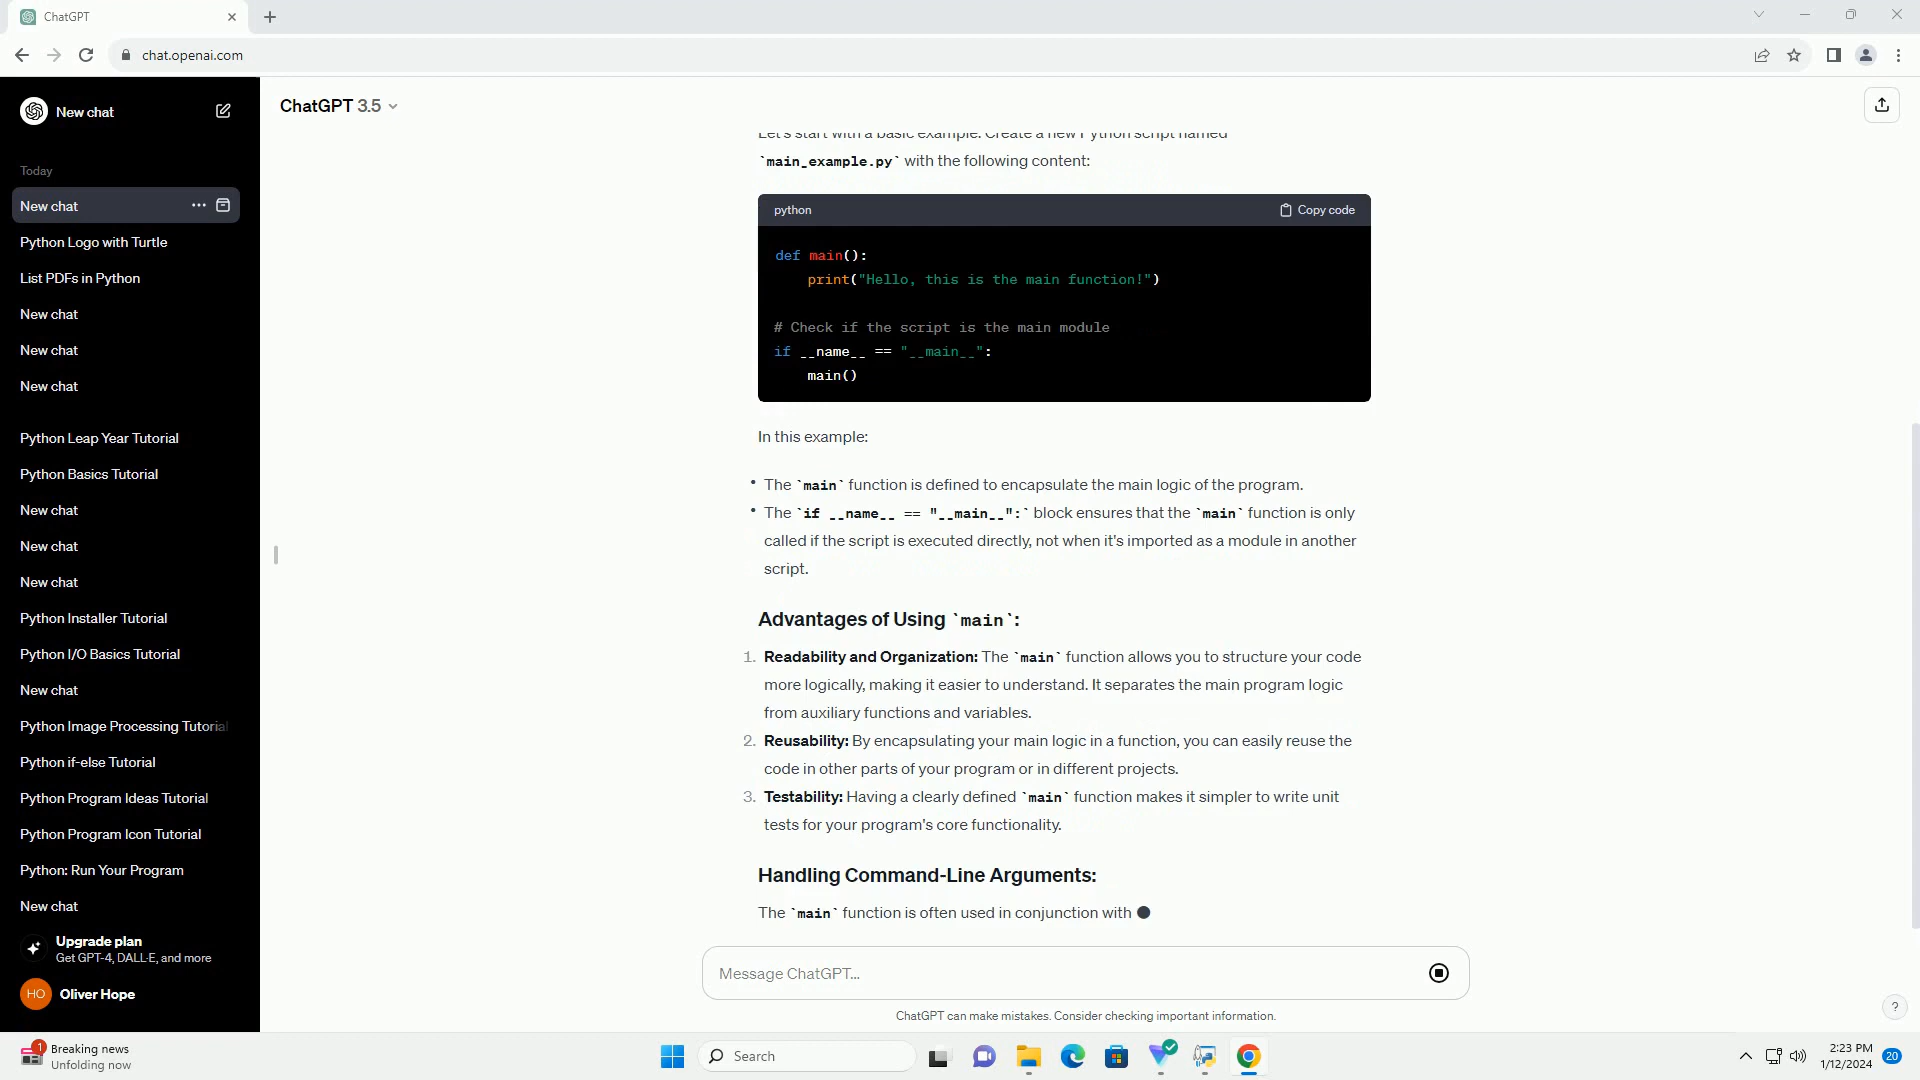 ChatGPT
chat.openai.com
New chat
Today
New chat
Python Logo with Turtle
List PDFs in Python
New chat
New chat
New chat
Python Leap Year Tutorial
Python Basics Tutorial
New chat
New chat
New chat
Python Installer Tutorial
Python I/O Basics Tutorial
New chat
Python Image Processing Tutorial
Python if-else Tutorial
Python Program Ideas Tutorial
Python Program Icon Tutorial
Python: Run Your Program
New chat
Upgrade plan
Get GPT-4, DALL·E, and more
HO Oliver Hope
ChatGPT 3.5
Let's start with a basic example. Create a new Python script named
`main_example.py` with the following content:
python Copy code
def main():
    print("Hello, this is the main function!")
# Check if the script is the main module
if __name__ == "__main__":
    main()
In this example:
• The `main` function is defined to encapsulate the main logic of the program.
• The `if __name__ == "__main__":` block ensures that the `main` function is only
called if the script is executed directly, not when it's imported as a module in another
script.
Advantages of Using `main`:
1. Readability and Organization: The `main` function allows you to structure your code
more logically, making it easier to understand. It separates the main program logic
from auxiliary functions and variables.
2. Reusability: By encapsulating your main logic in a function, you can easily reuse the
code in other parts of your program or in different projects.
3. Testability: Having a clearly defined `main` function makes it simpler to write unit
tests for your program's core functionality.
Handling Command-Line Arguments:
The `main` function is often used in conjunction with
Message ChatGPT...
ChatGPT can make mistakes. Consider checking important information.
?
1
Breaking news
Unfolding now
Search
2:23 PM
1/12/2024
20